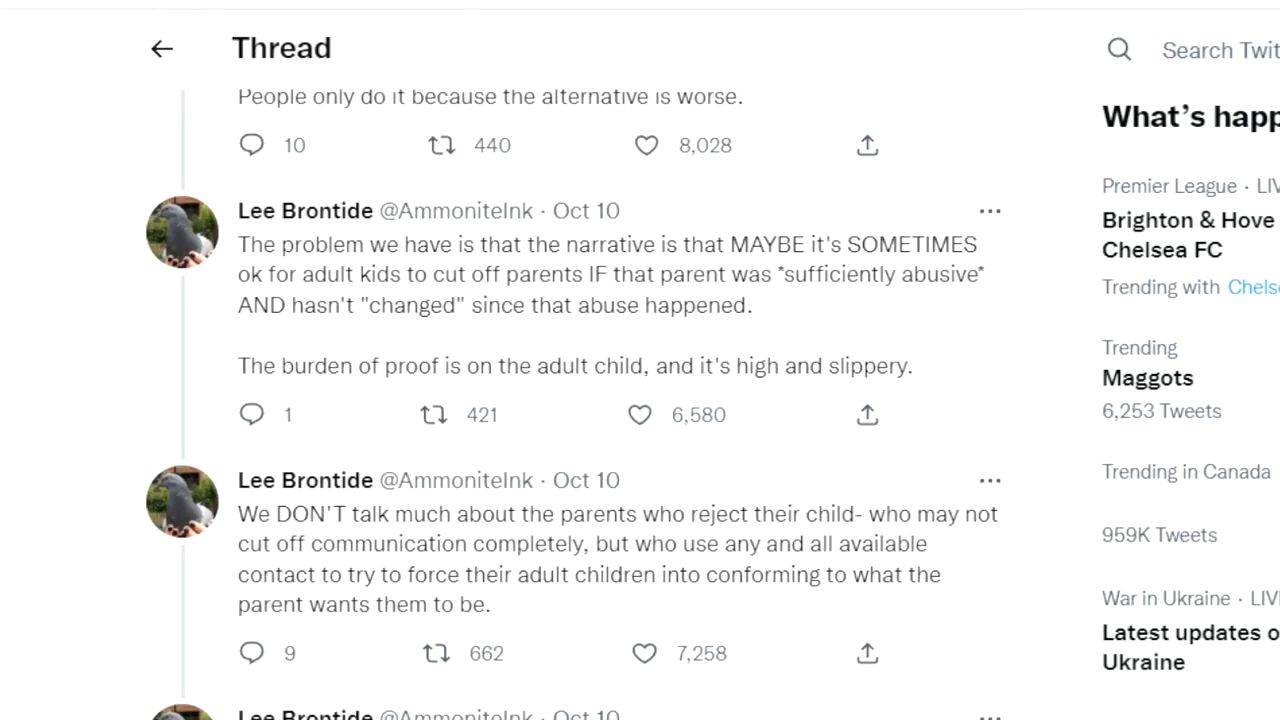 Thread
People only do it because the alternative is worse.
10 440 8,028
Lee Brontide @AmmoniteInk · Oct 10
The problem we have is that the narrative is that MAYBE it's SOMETIMES
ok for adult kids to cut off parents IF that parent was *sufficiently abusive*
AND hasn't "changed" since that abuse happened.
The burden of proof is on the adult child, and it's high and slippery.
1 421 6,580
Lee Brontide @AmmoniteInk · Oct 10
We DON'T talk much about the parents who reject their child- who may not
cut off communication completely, but who use any and all available
contact to try to force their adult children into conforming to what the
parent wants them to be.
9 662 7,258
Lee Brontide @AmmoniteInk · Oct 10
Search Twit
What's happ
Premier League · LIV
Brighton & Hove
Chelsea FC
Trending with Chelse
Trending
Maggots
6,253 Tweets
Trending in Canada
959K Tweets
War in Ukraine · LIV
Latest updates o
Ukraine